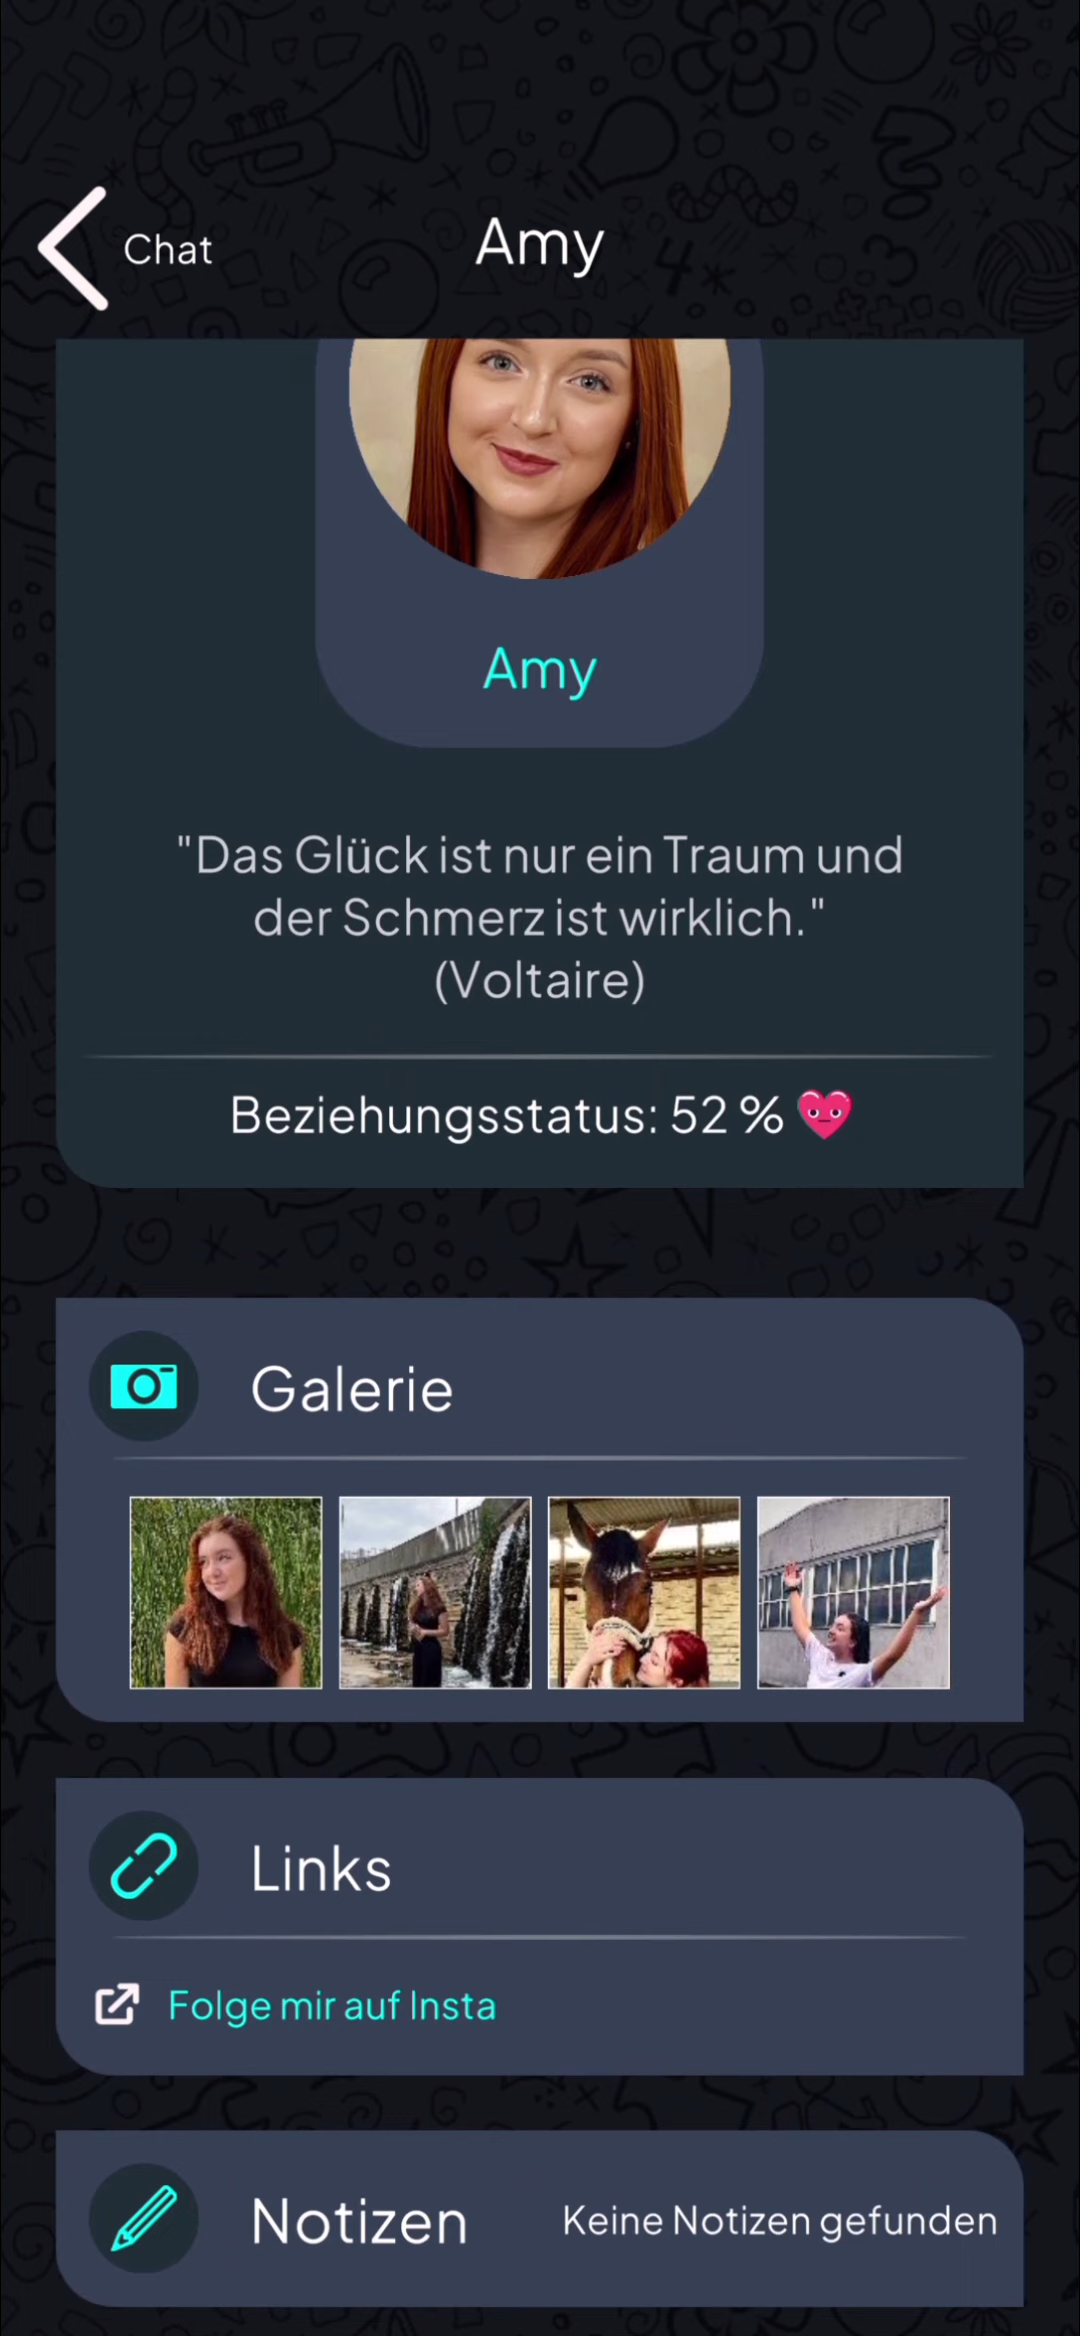 Chat
Amy
Amy
"Das Glück ist nur ein Traum und
der Schmerz ist wirklich."
(Voltaire)
Beziehungsstatus: 52 %
Galerie
Links
Folge mir auf Insta
Notizen
Keine Notizen gefunden